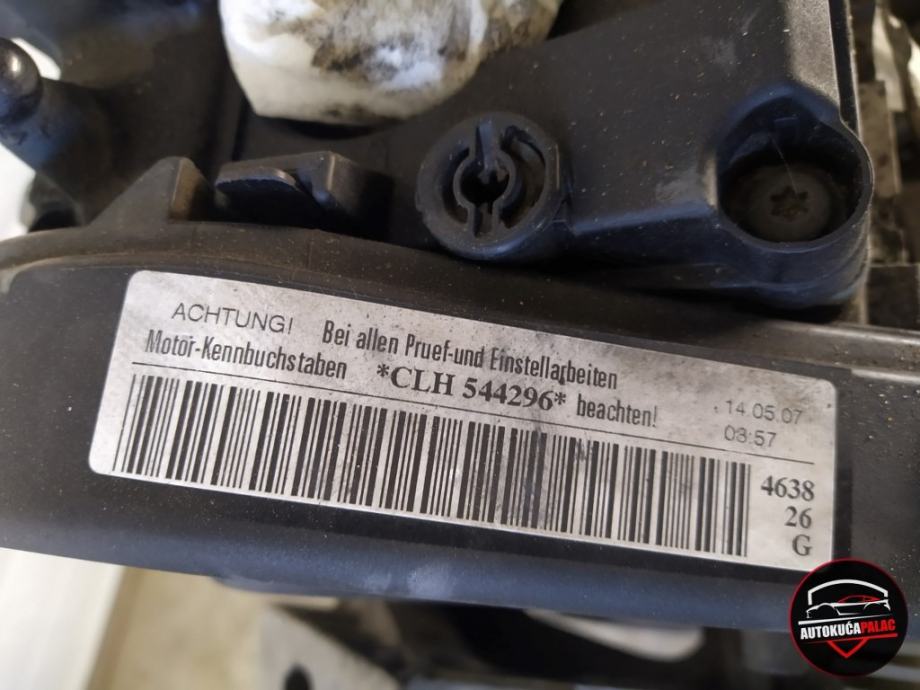 ACHTUNG! Bei allen Pruef-und Einstellarbeiten
Motor-Kennbuchstaben *CLH 544296* beachten!
14.05.07
03:57
4638
26
G
AUTOKUĆA PALAC